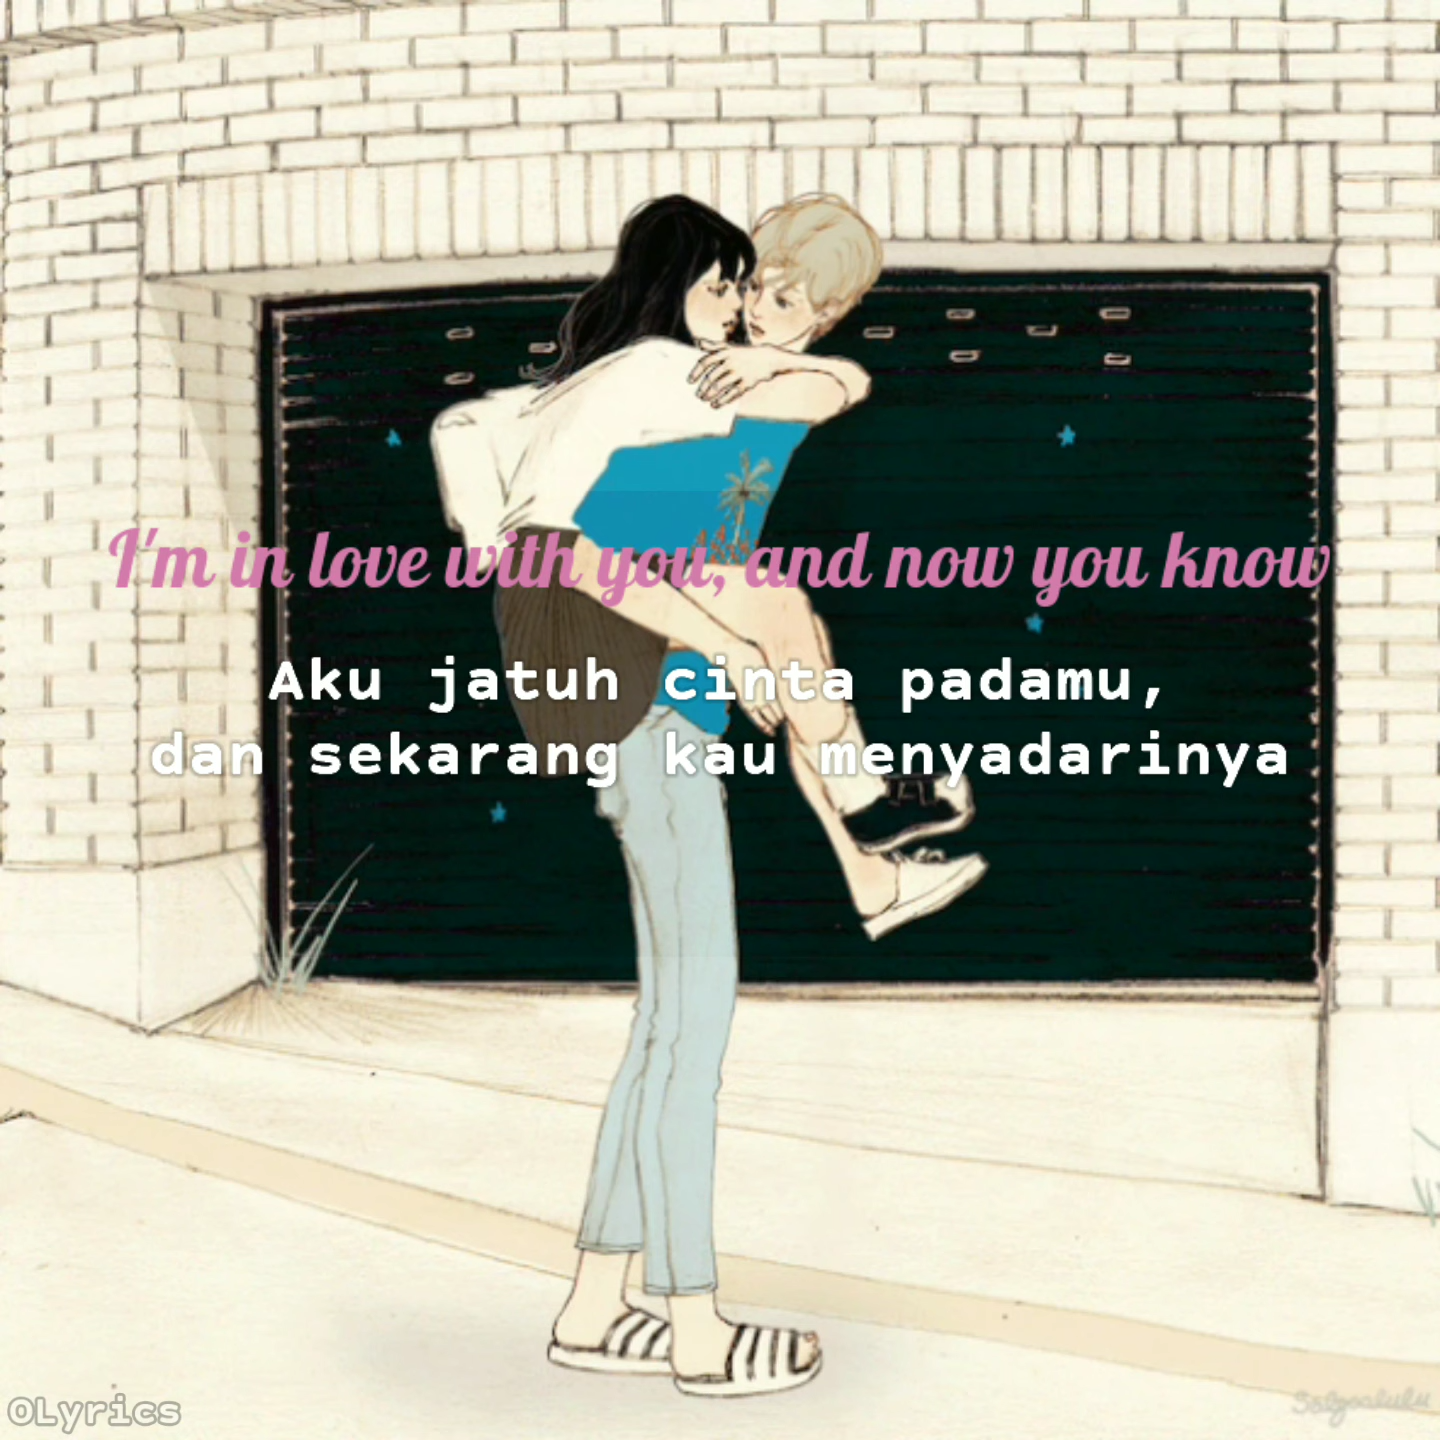 I'm in love with you, and now you know
Aku jatuh cinta padamu,
dan sekarang kau menyadarinya
OLyrics